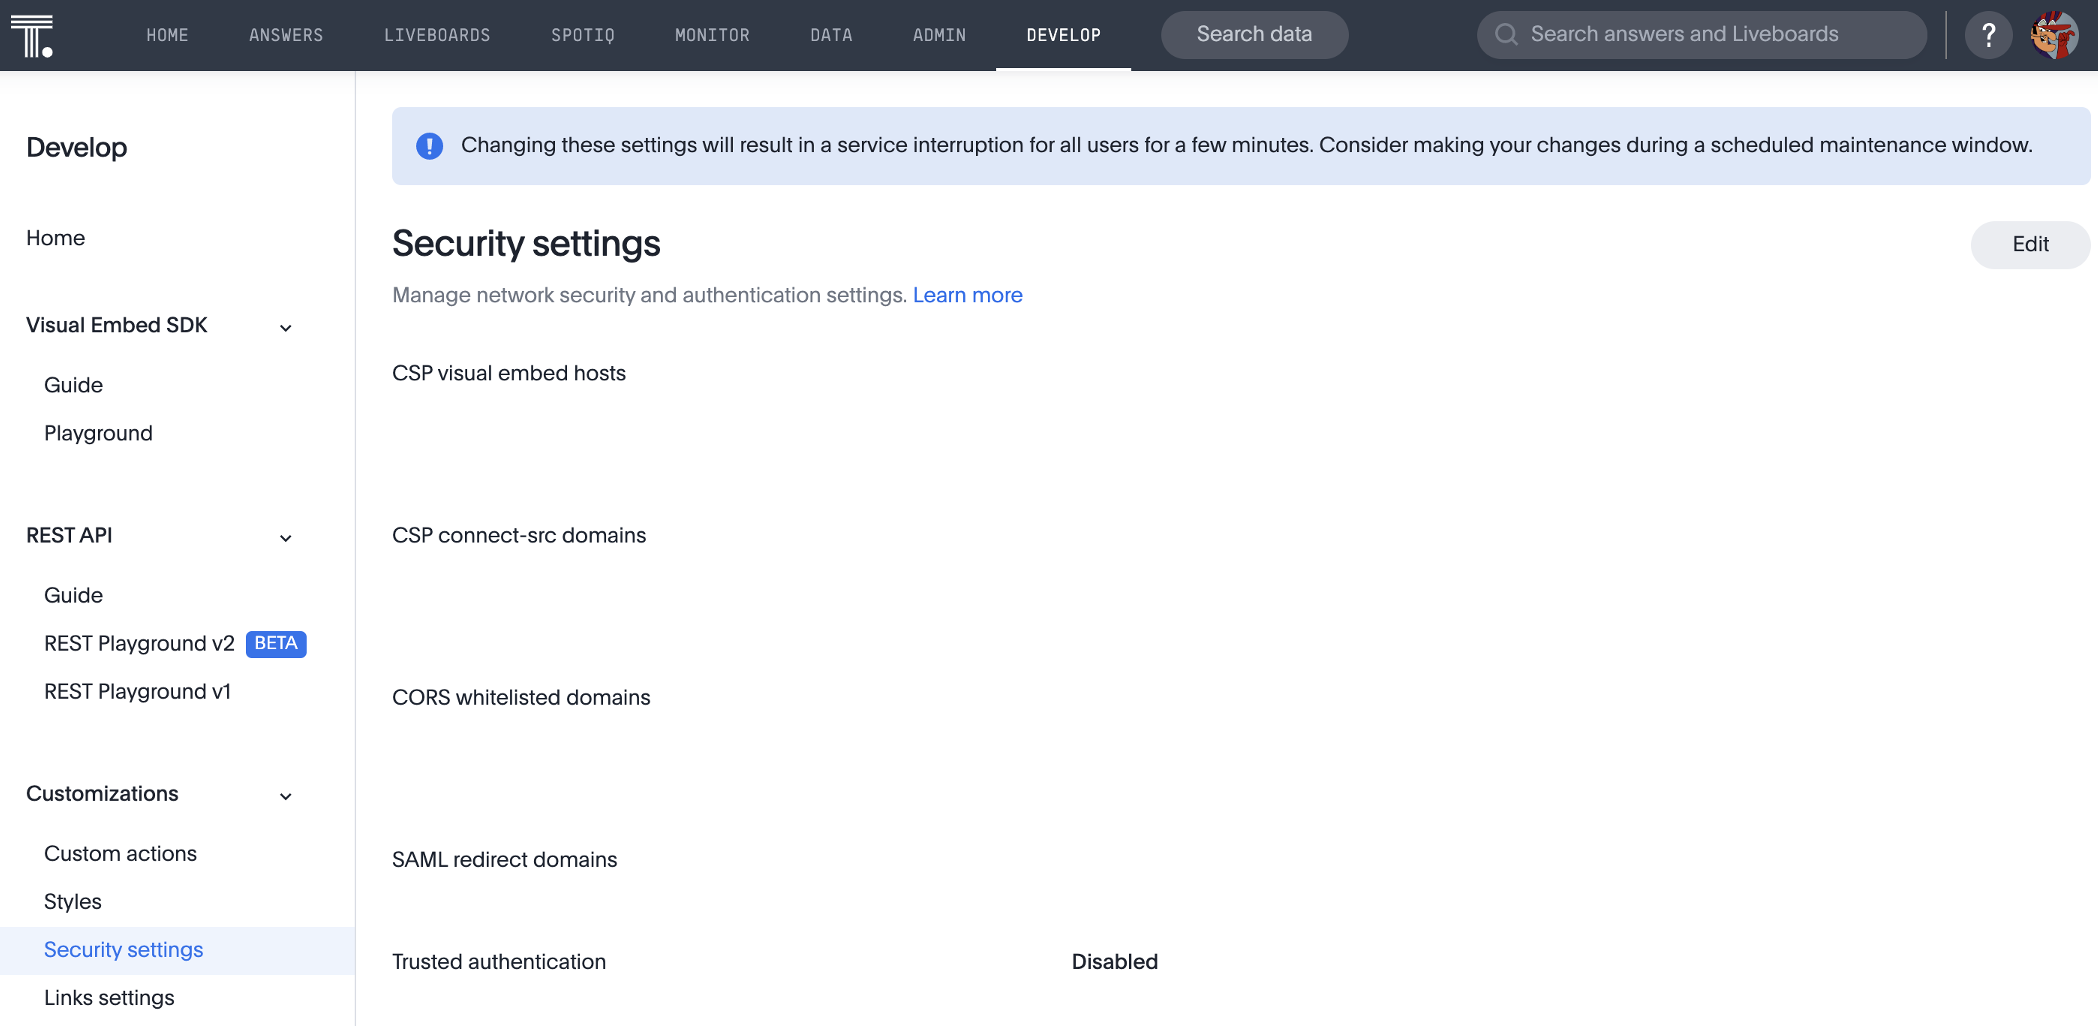 T.
HOME ANSWERS LIVEBOARDS SPOTIQ MONITOR DATA ADMIN DEVELOP Search data Search answers and Liveboards ?
Develop
Home
Visual Embed SDK
Guide
Playground
REST API
Guide
REST Playground v2 BETA
REST Playground v1
Customizations
Custom actions
Styles
Security settings
Links settings
Changing these settings will result in a service interruption for all users for a few minutes. Consider making your changes during a scheduled maintenance window.
Security settings
Edit
Manage network security and authentication settings. Learn more
CSP visual embed hosts
CSP connect-src domains
CORS whitelisted domains
SAML redirect domains
Trusted authentication Disabled